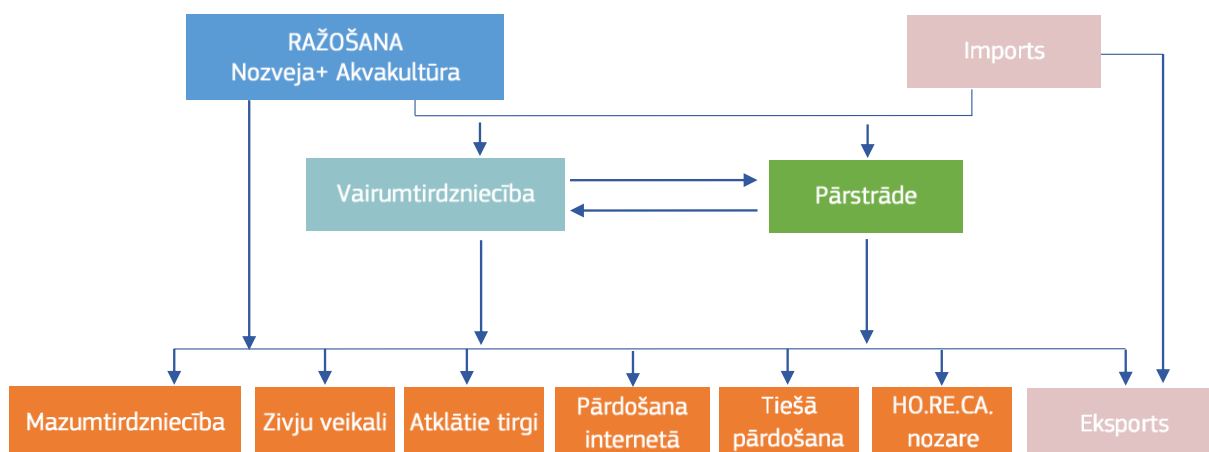 RAŽOŠANA
Nozveja+ Akvakultūra
Imports
Vairumtirdzniecība
Pārstrāde
Mazumtirdzniecība
Zivju veikali
Atklātie tirgi
Pārdošana
internetā
Tiešā
pārdošana
HO.RE.CA.
nozare
Eksports